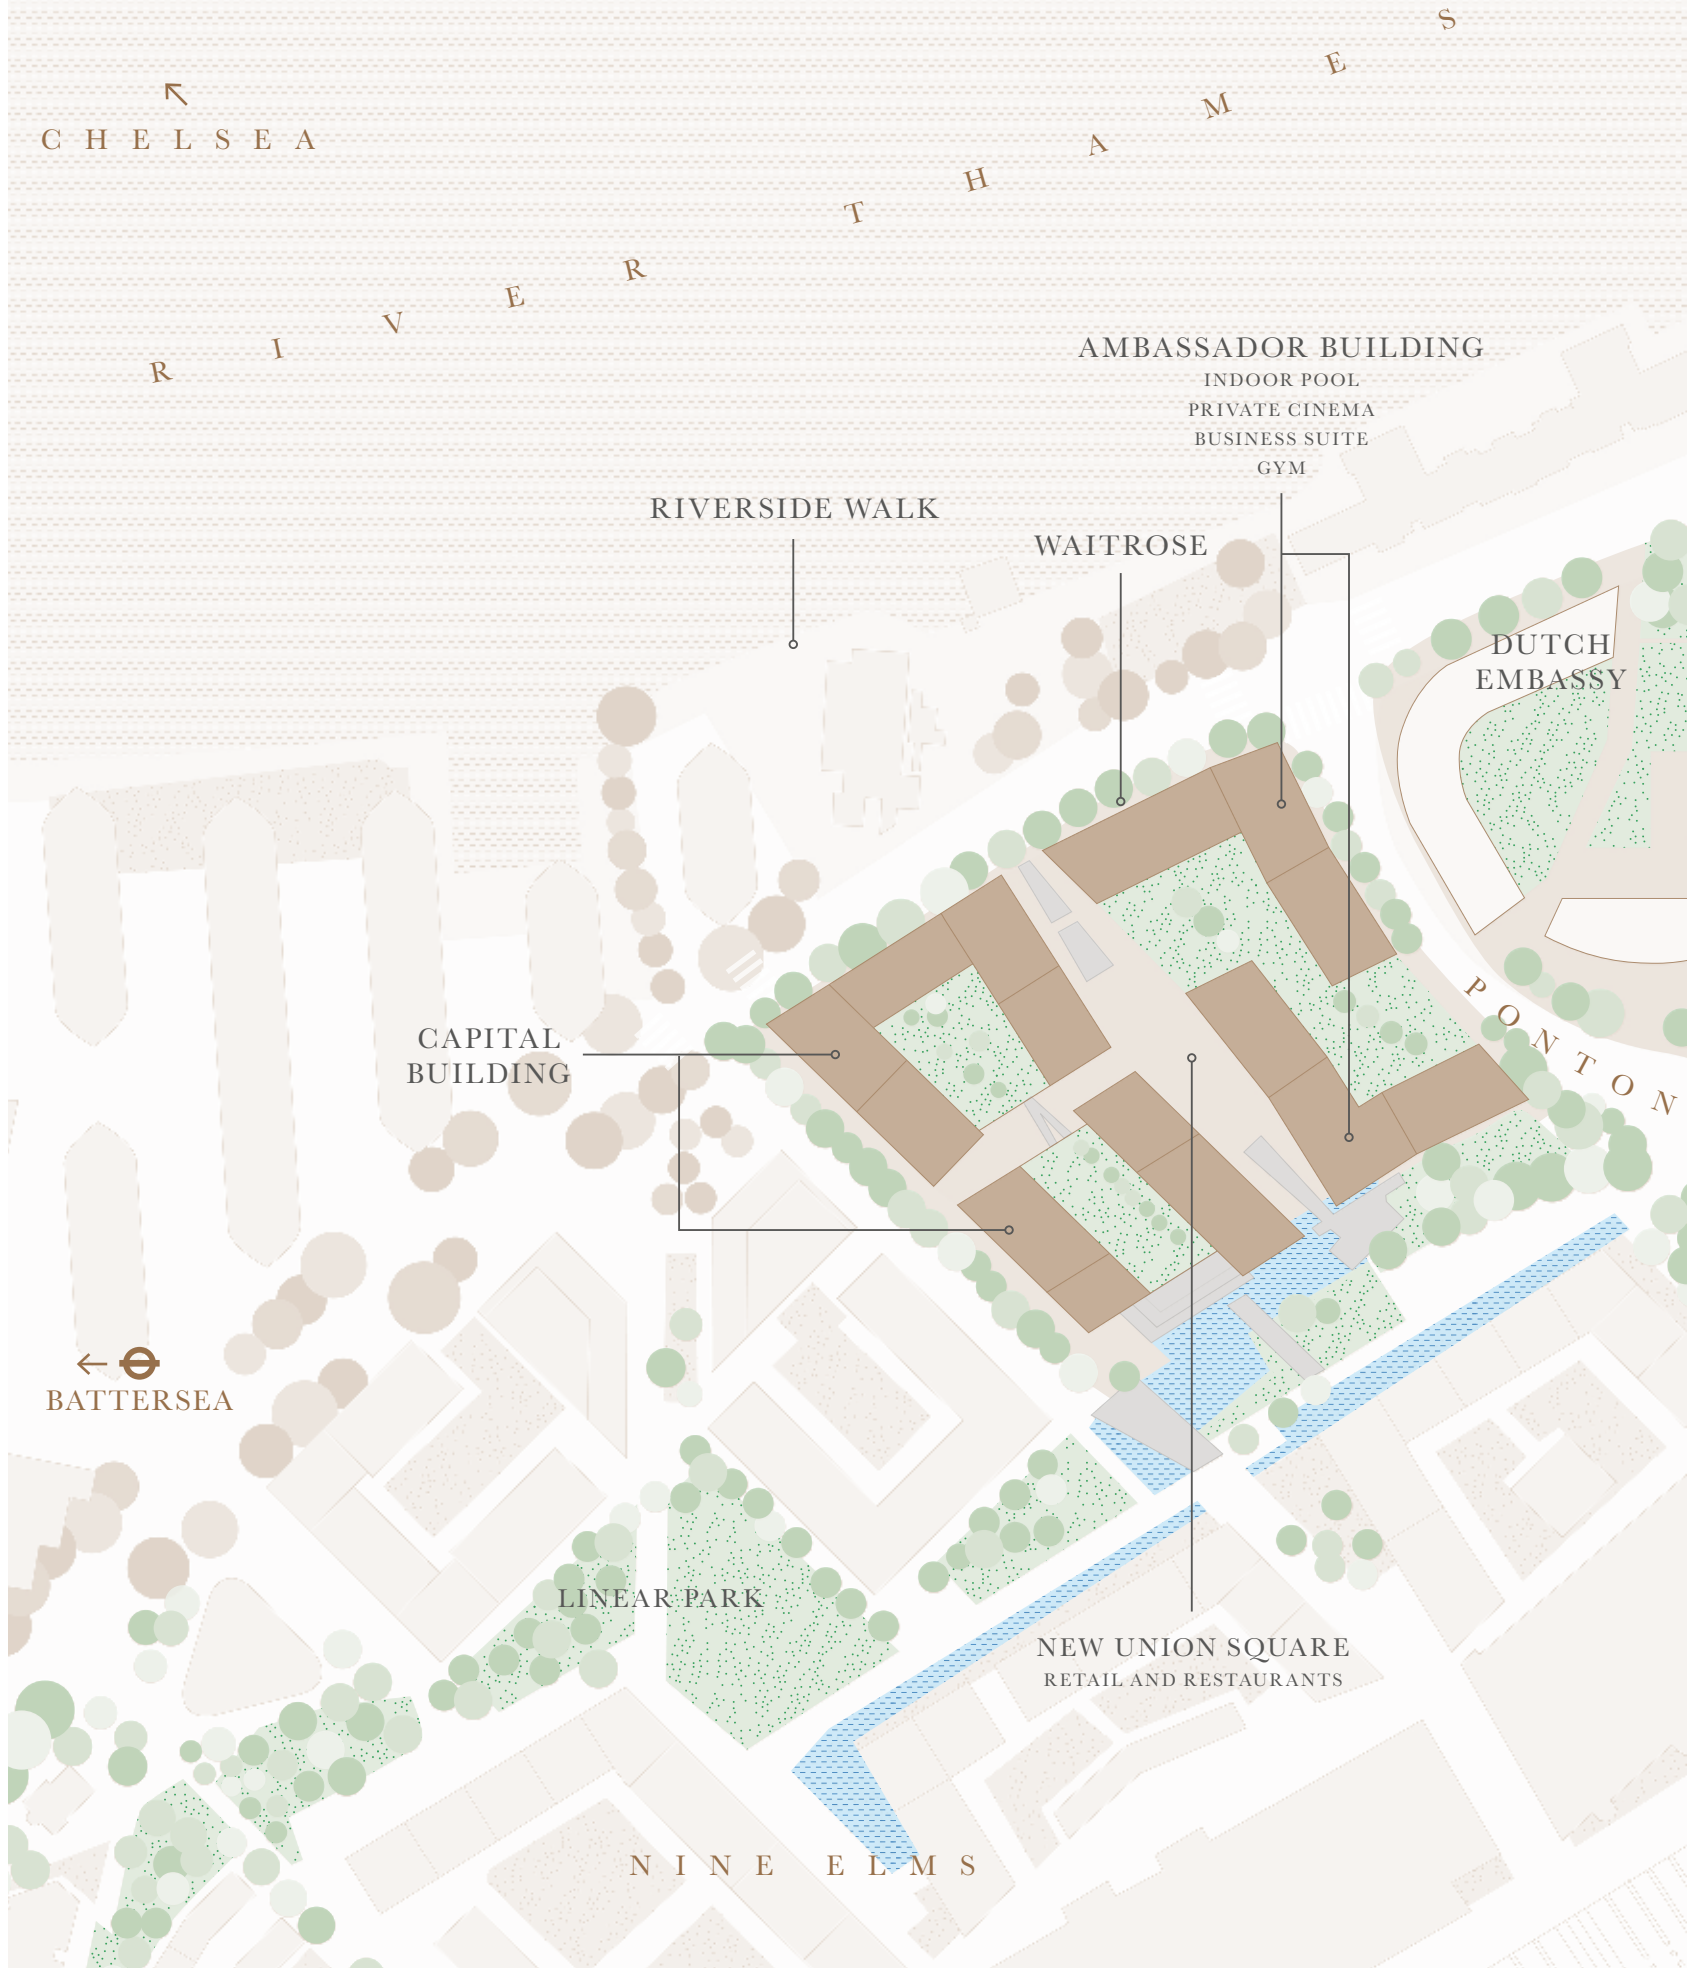 CHELSEA
RIVER THAMES
AMBASSADOR BUILDING
INDOOR POOL
PRIVATE CINEMA
BUSINESS SUITE
GYM
RIVERSIDE WALK
WAITROSE
DUTCH
EMBASSY
PONTON
CAPITAL
BUILDING
BATTERSEA
LINEAR PARK
NEW UNION SQUARE
RETAIL AND RESTAURANTS
NINE ELMS